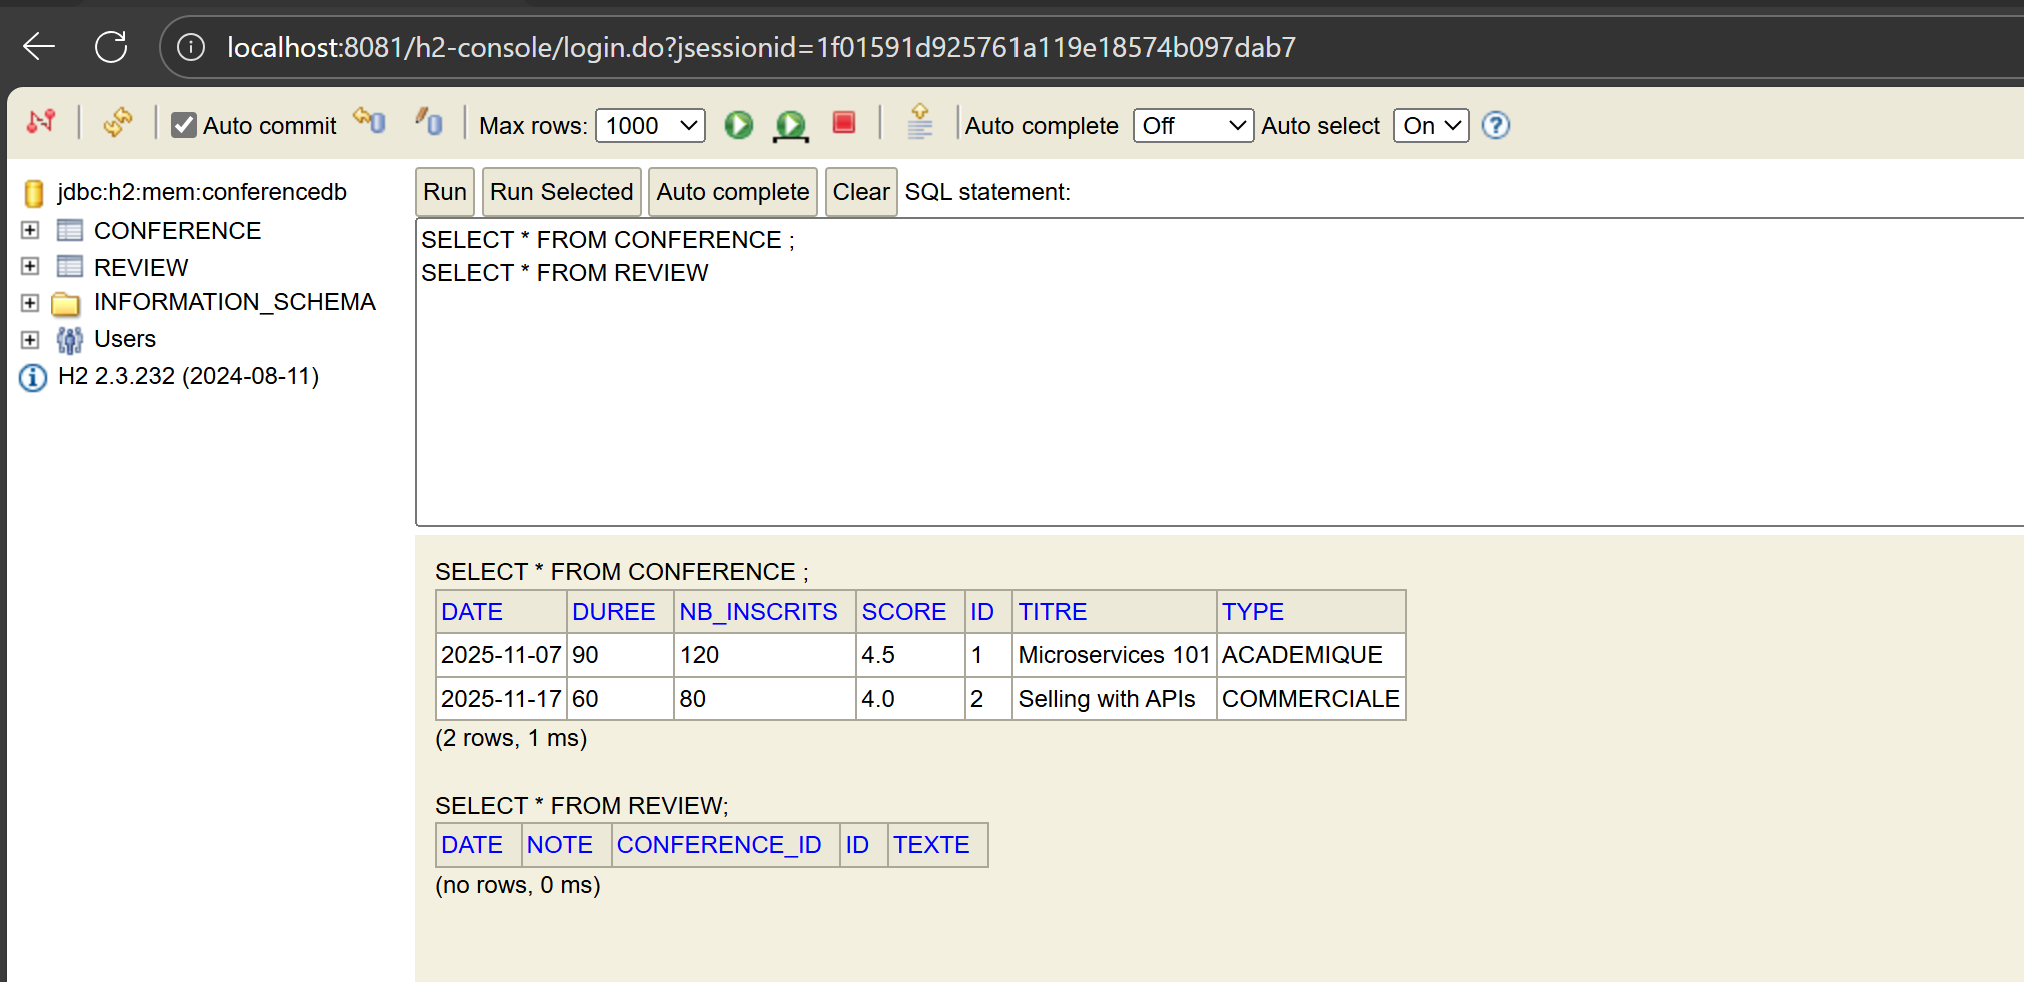 localhost:8081/h2-console/login.do?jsessionid=1f01591d925761a119e18574b097dab7
Auto commit Max rows: 1000 Auto complete Off Auto select On ?
jdbc:h2:mem:conferencedb
CONFERENCE
REVIEW
INFORMATION_SCHEMA
Users
H2 2.3.232 (2024-08-11)
Run Run Selected Auto complete Clear SQL statement:
SELECT * FROM CONFERENCE ;
SELECT * FROM REVIEW
SELECT * FROM CONFERENCE ;
DATE DUREE NB_INSCRITS SCORE ID TITRE TYPE
2025-11-07 90 120 4.5 1 Microservices 101 ACADEMIQUE
2025-11-17 60 80 4.0 2 Selling with APIs COMMERCIALE
(2 rows, 1 ms)
SELECT * FROM REVIEW;
DATE NOTE CONFERENCE_ID ID TEXTE
(no rows, 0 ms)